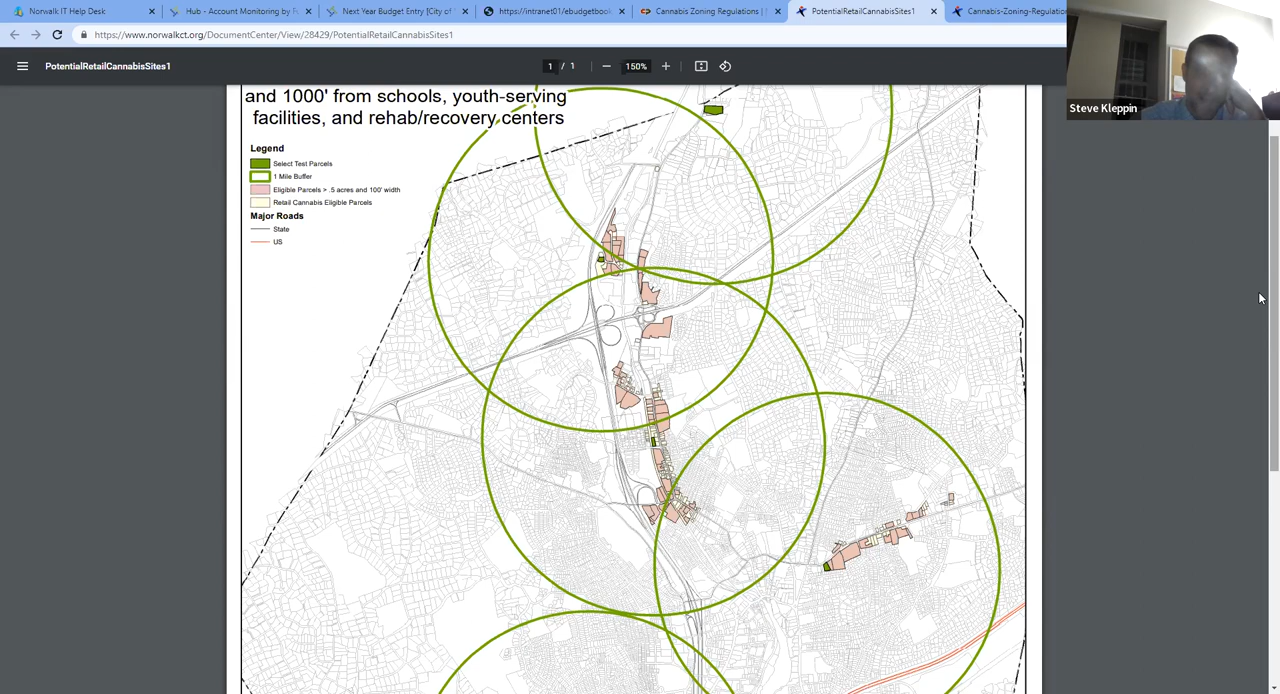 Norwalk IT Help Desk
Hub - Account Monitoring by Fu
Next Year Budget Entry [City of
https://intranet01/ebudgetbook
Cannabis Zoning Regulations |
PotentialRetailCannabisSites1
Cannabis-Zoning-Regulation
https://www.norwalkct.org/DocumentCenter/View/28429/PotentialRetailCannabisSites1
PotentialRetailCannabisSites1
1 / 1
150%
Steve Kleppin
and 1000' from schools, youth-serving
facilities, and rehab/recovery centers
Legend
Select Test Parcels
1 Mile Buffer
Eligible Parcels > .5 acres and 100' width
Retail Cannabis Eligible Parcels
Major Roads
State
US